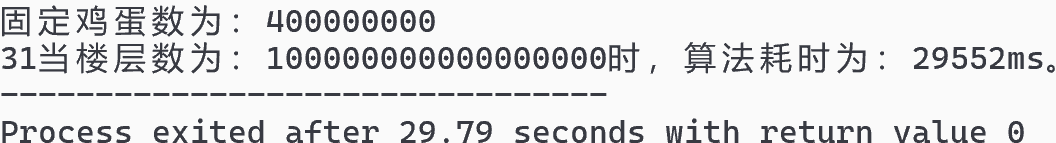 固定鸡蛋数为: 400000000
31当楼层数为: 100000000000000000时, 算法耗时为: 29552ms。
--------------------------------
Process exited after 29.79 seconds with return value 0